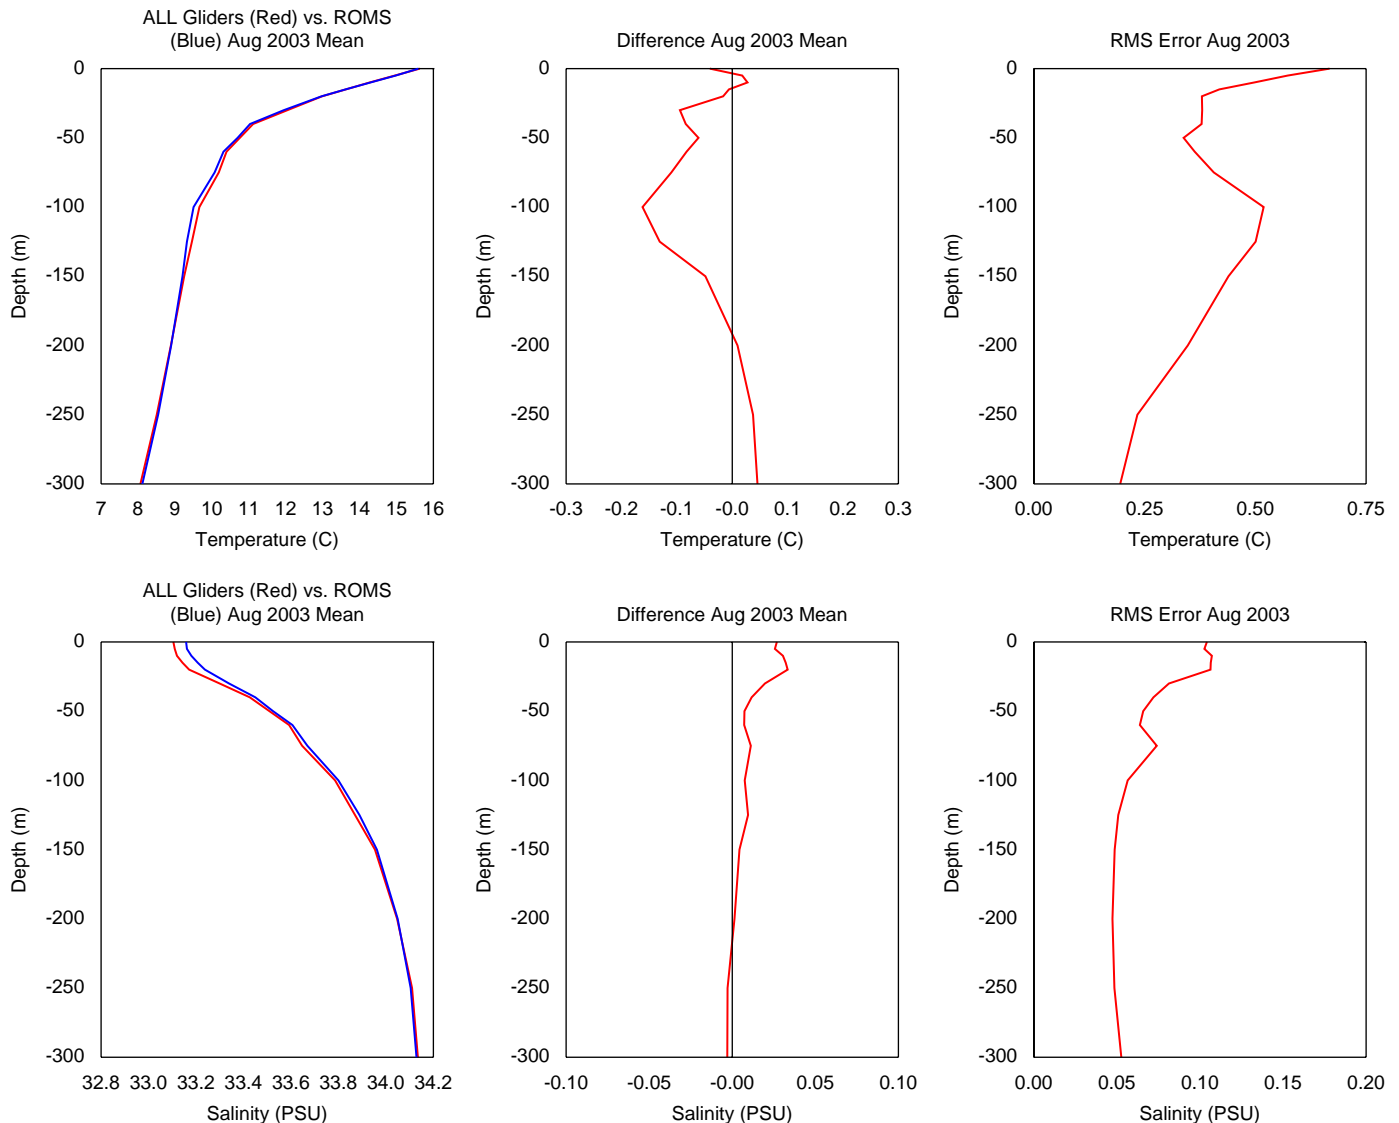 ALL Gliders (Red) vs. ROMS
(Blue) Aug 2003 Mean
0
-50
-100
-150
-200
-250
-300
Depth (m)
7 8 9 10 11 12 13 14 15 16
Temperature (C)
Difference Aug 2003 Mean
0
-50
-100
-150
-200
-250
-300
Depth (m)
-0.3 -0.2 -0.1 -0.0 0.1 0.2 0.3
Temperature (C)
RMS Error Aug 2003
0
-50
-100
-150
-200
-250
-300
Depth (m)
0.00 0.25 0.50 0.75
Temperature (C)
ALL Gliders (Red) vs. ROMS
(Blue) Aug 2003 Mean
0
-50
-100
-150
-200
-250
-300
Depth (m)
32.8 33.0 33.2 33.4 33.6 33.8 34.0 34.2
Salinity (PSU)
Difference Aug 2003 Mean
0
-50
-100
-150
-200
-250
-300
Depth (m)
-0.10 -0.05 -0.00 0.05 0.10
Salinity (PSU)
RMS Error Aug 2003
0
-50
-100
-150
-200
-250
-300
Depth (m)
0.00 0.05 0.10 0.15 0.20
Salinity (PSU)